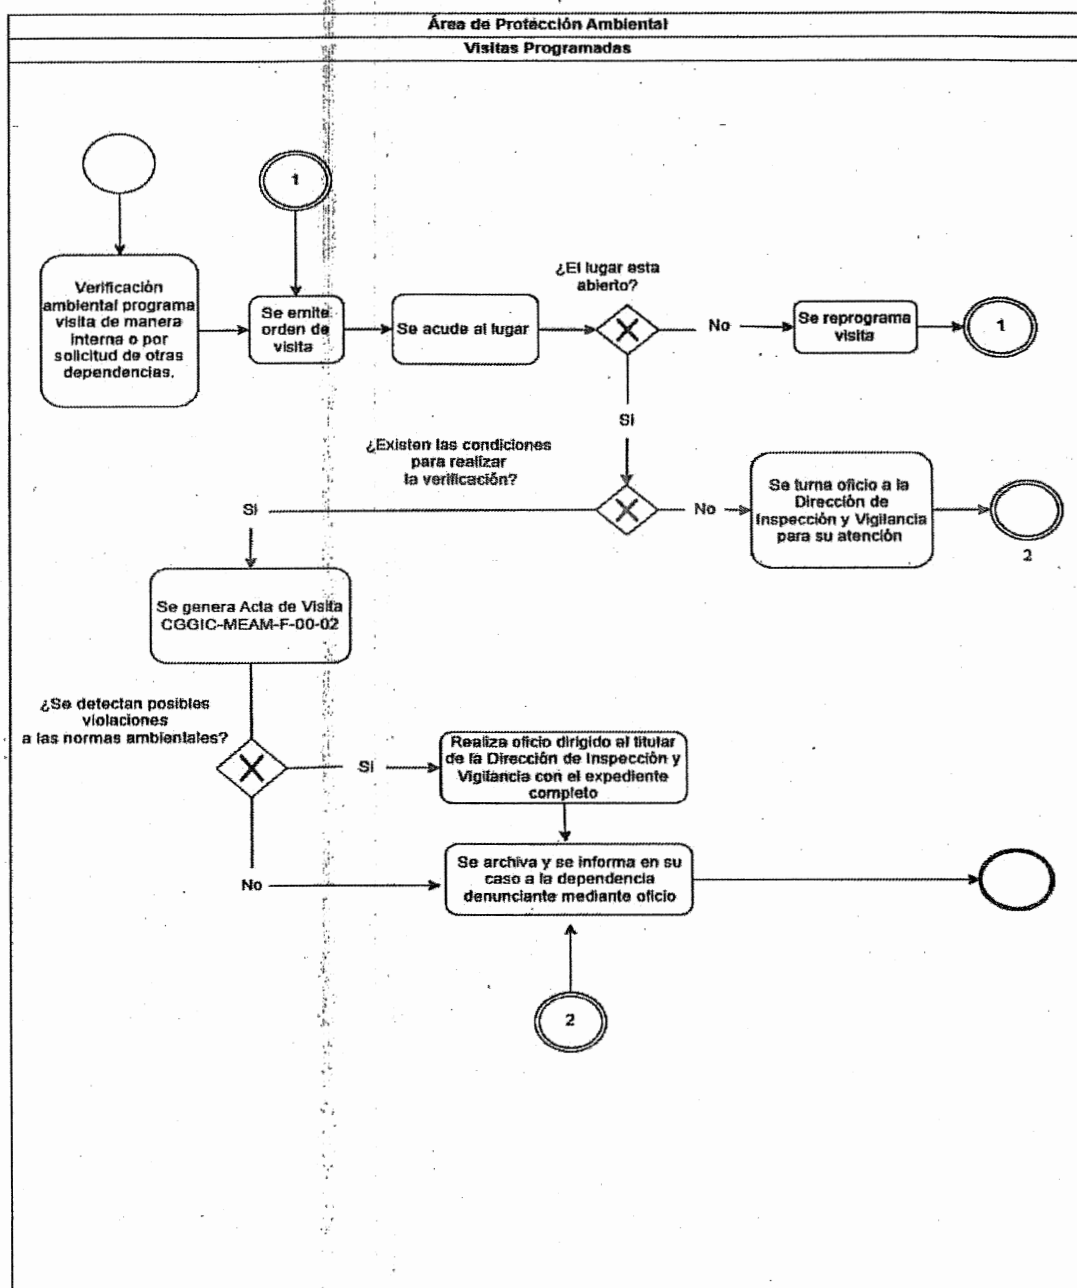 Área de Protección Ambiental
Visitas Programadas
1
Verificación
ambiental programa
visita de manera
interna o por
solicitud de otras
dependencias.
Se emite
orden de
visita
Se acude al lugar
¿El lugar esta
abierto?
No
Se reprograma
visita
1
Si
¿Existen las condiciones
para realizar
la verificación?
Si
No
Se turna oficio a la
Dirección de
Inspección y Vigilancia
para su atención
2
Se genera Acta de Visita
CGGIC-MEAM-F-00-02
¿Se detectan posibles
violaciones
a las normas ambientales?
Si
Realiza oficio dirigido al titular
de la Dirección de Inspección y
Vigilancia con el expediente
completo
No
Se archiva y se informa en su
caso a la dependencia
denunciante mediante oficio
2